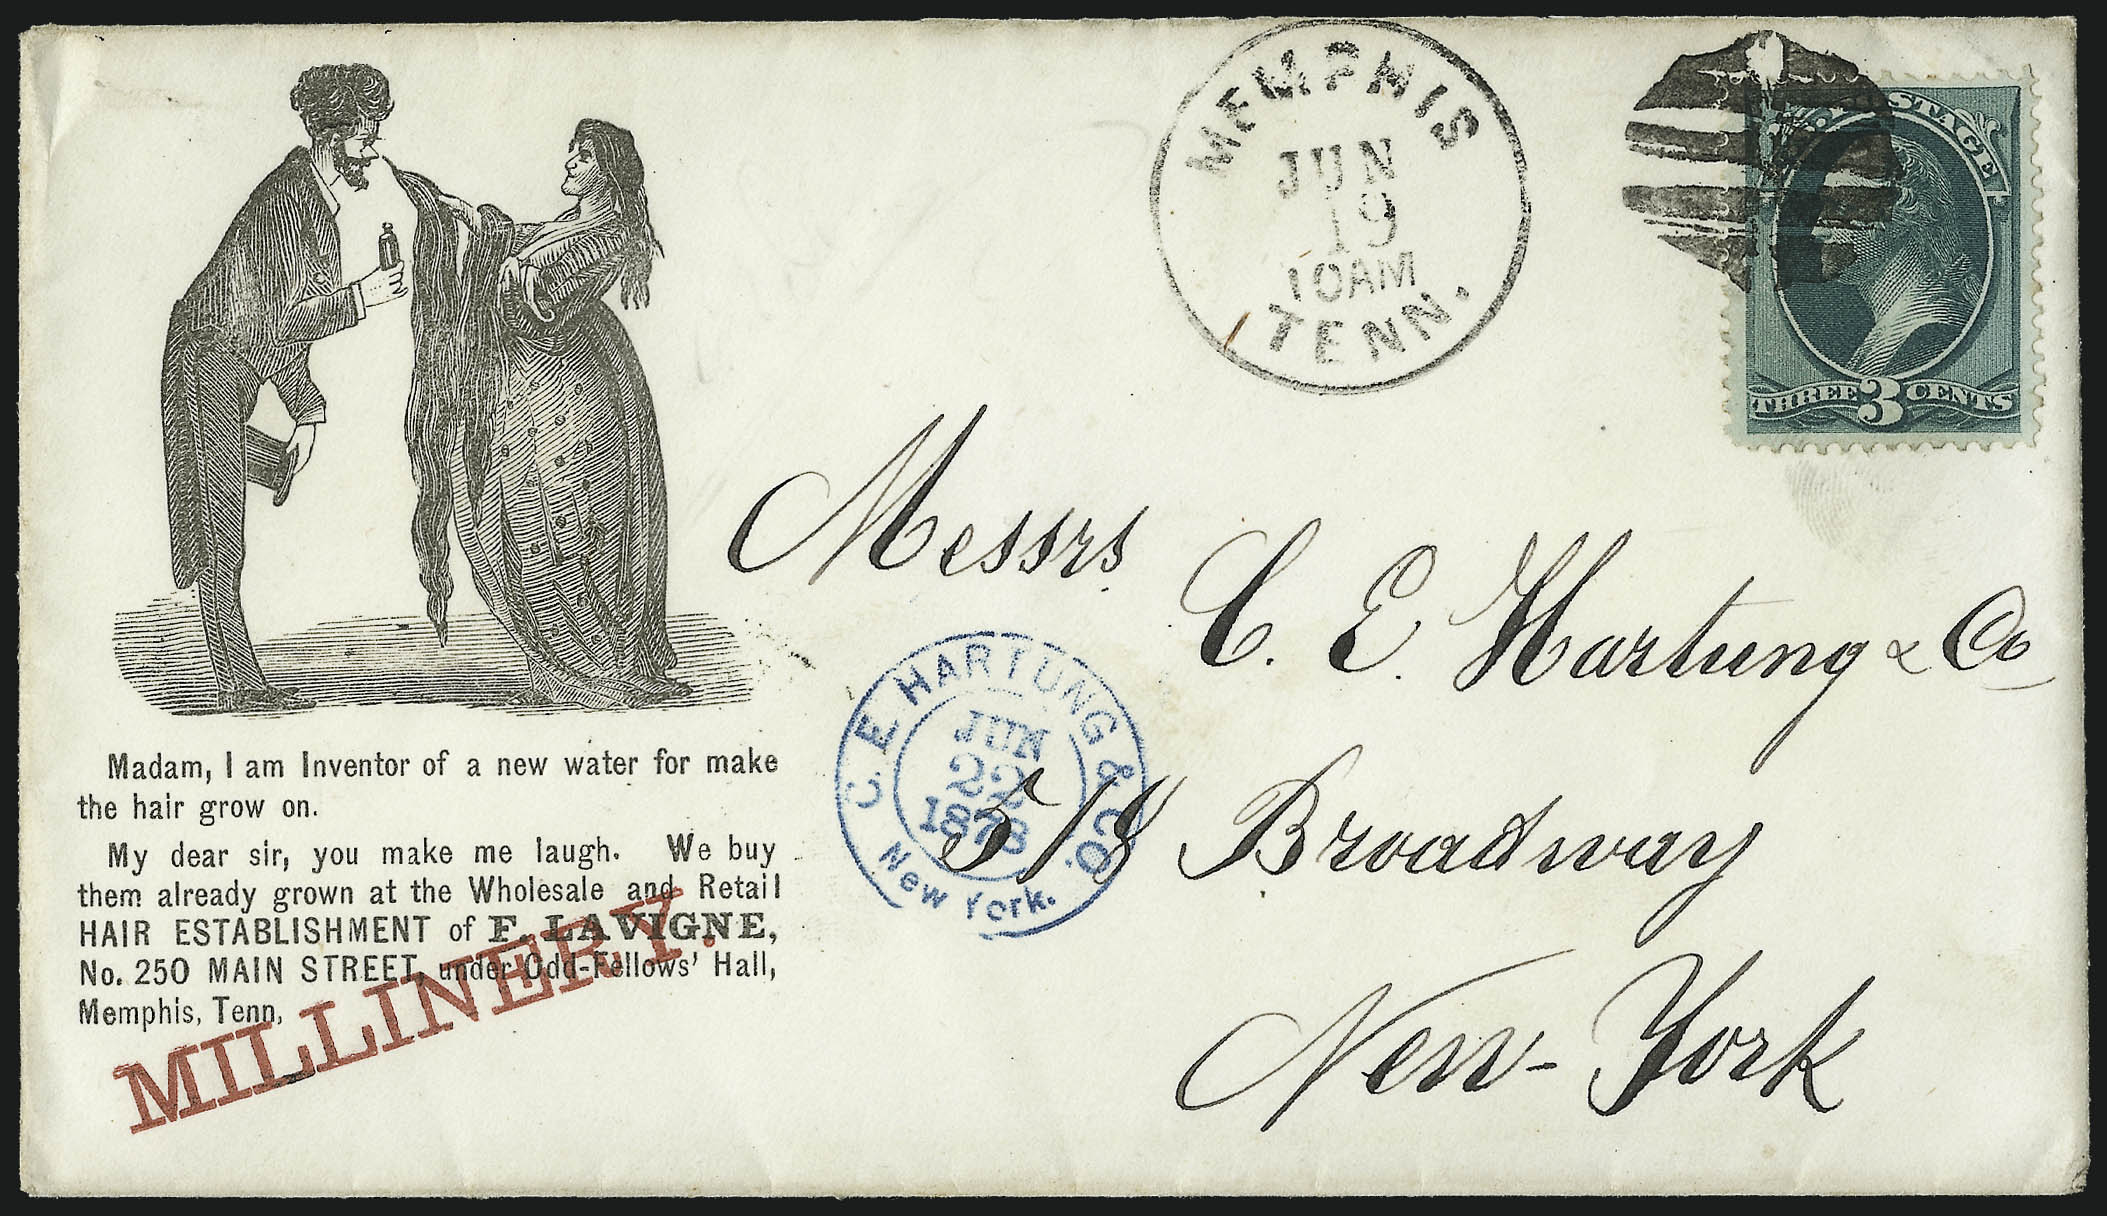 MEMPHIS
JUN
19
10AM
TENN.
POSTAGE
THREE 3 CENTS
Messrs
C. E. Hartung & Co
518 Broadway
New-York
C. E. HARTUNG & CO.
JUN
22
1878
New York.
Madam, I am Inventor of a new water for make
the hair grow on.
My dear sir, you make me laugh. We buy
them already grown at the Wholesale and Retail
HAIR ESTABLISHMENT of F. LAVIGNE,
No. 250 MAIN STREET, under Odd-Fellows' Hall,
Memphis, Tenn,
MILLINERY.